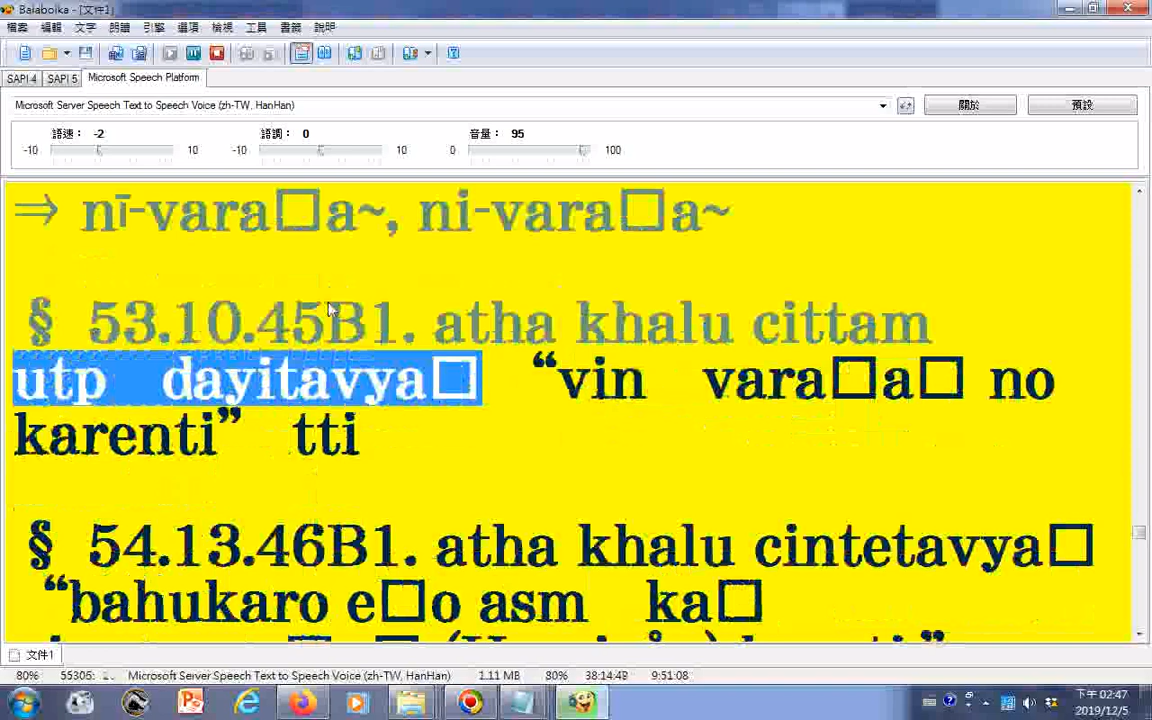 Balabolka - [文件1]
檔案 編輯 文字 朗讀 引擎 選項 檢視 工具 書籤 說明
SAPI 4 SAPI 5 Microsoft Speech Platform
Microsoft Server Speech Text to Speech Voice (zh-TW, HanHan) 關於 預設
語速： -2 語調： 0 音量： 95
-10 10 -10 10 0 100
⇒ nī-vara□a~, ni-vara□a~
§ 53.10.45B1. atha khalu cittam
utp dayitavya□ “vin vara□a□ no
karenti” tti
§ 54.13.46B1. atha khalu cintetavya□
“bahukaro e□o asm ka□
文件1
80% 55305: Microsoft Server Speech Text to Speech Voice (zh-TW, HanHan) 1.11 MB 80% 38:14:49 9:51:08
下午 02:47
2019/12/5